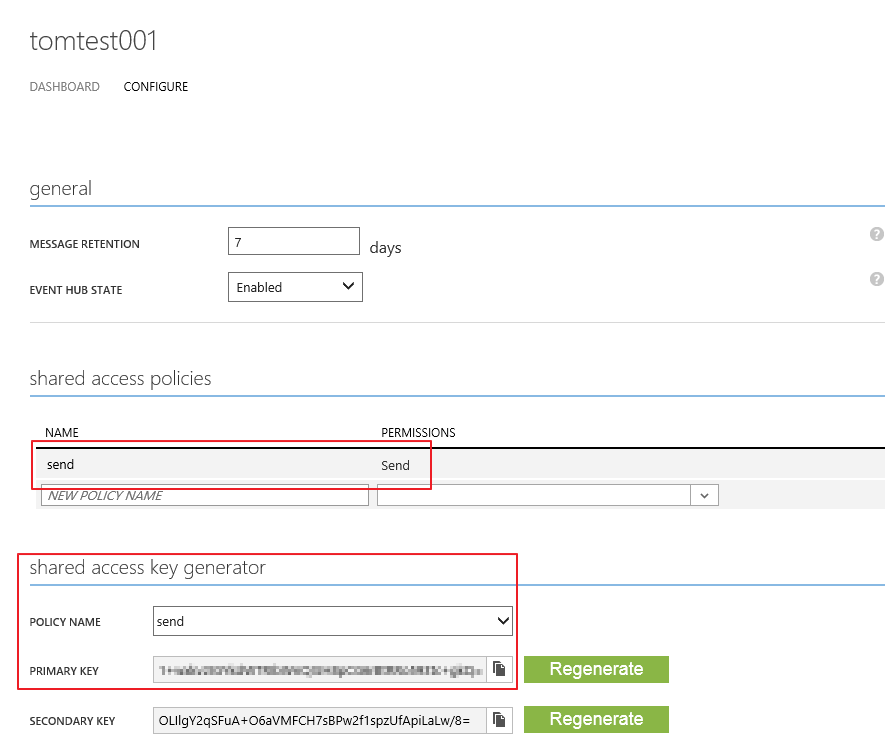 tomtest001
DASHBOARD CONFIGURE
general
MESSAGE RETENTION 7 days ?
EVENT HUB STATE Enabled ?
shared access policies
NAME PERMISSIONS
send Send
NEW POLICY NAME
shared access key generator
POLICY NAME send
PRIMARY KEY Regenerate
SECONDARY KEY OLIlgY2qSFuA+O6aVMFCH7sBPw2f1spzUfApiLaLw/8= Regenerate